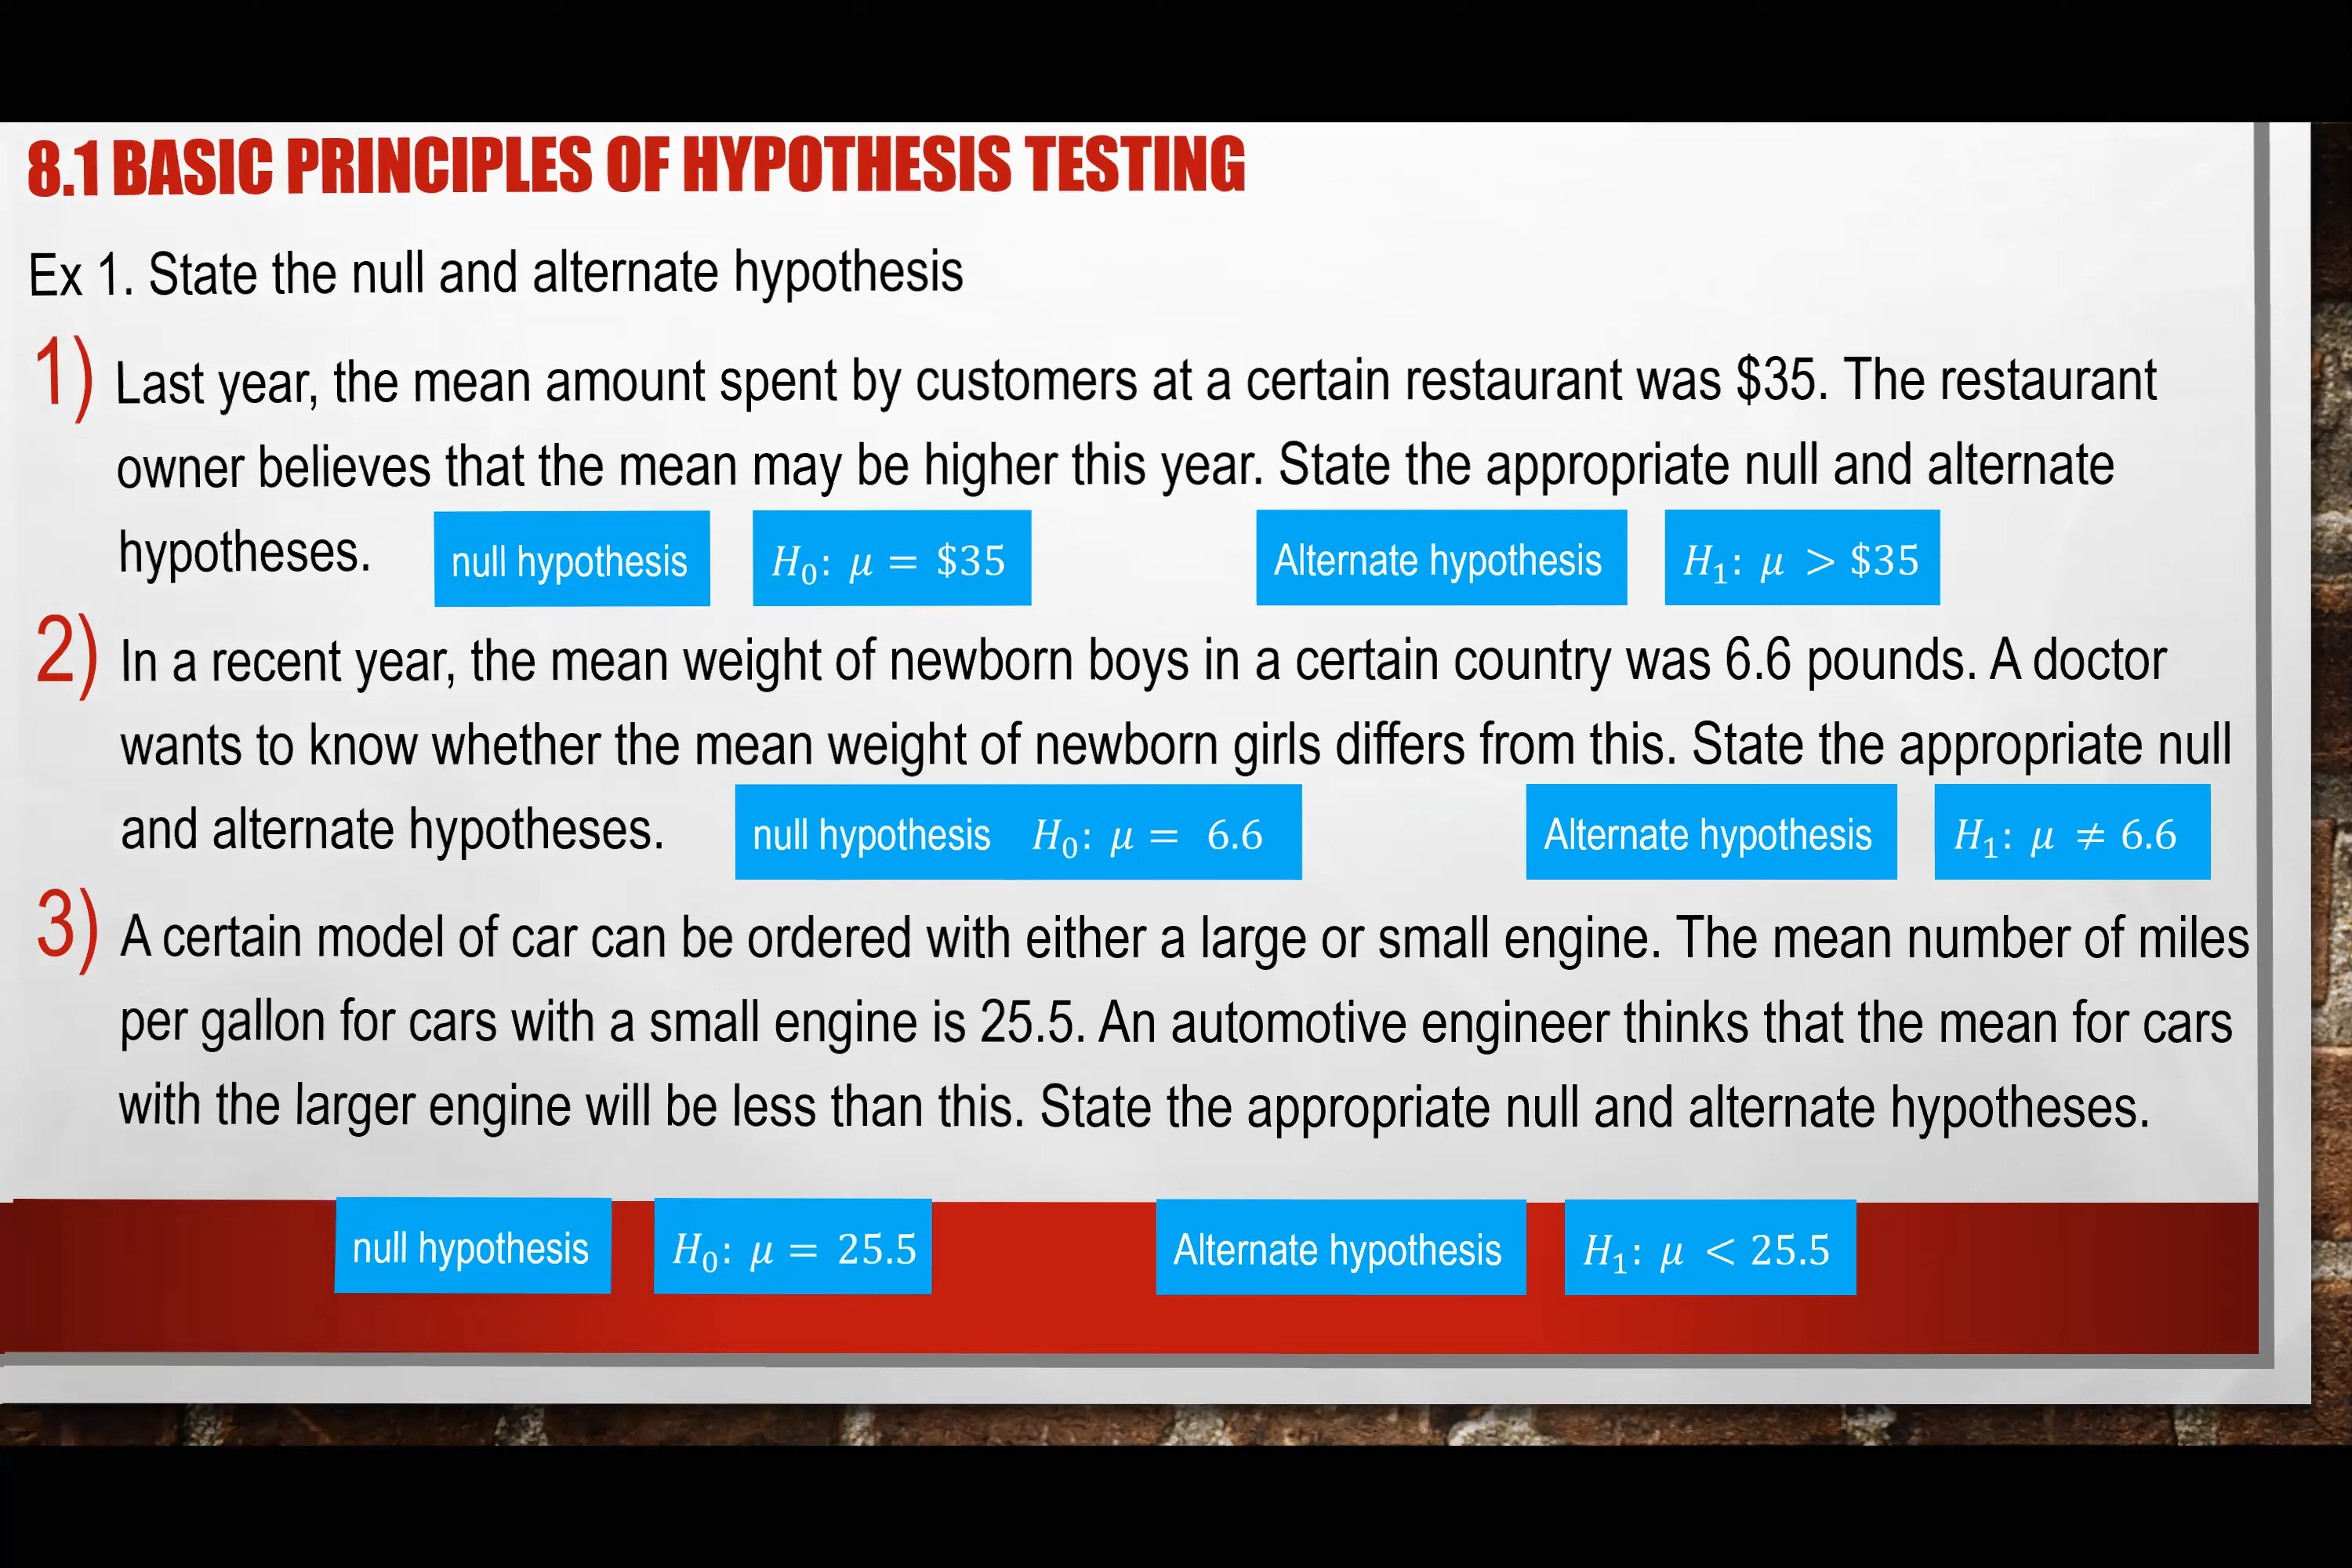 8.1 BASIC PRINCIPLES OF HYPOTHESIS TESTING
Ex 1. State the null and alternate hypothesis
1) Last year, the mean amount spent by customers at a certain restaurant was $35. The restaurant
owner believes that the mean may be higher this year. State the appropriate null and alternate
hypotheses. null hypothesis H₀: μ = $35 Alternate hypothesis H₁: μ > $35
2) In a recent year, the mean weight of newborn boys in a certain country was 6.6 pounds. A doctor
wants to know whether the mean weight of newborn girls differs from this. State the appropriate null
and alternate hypotheses. null hypothesis H₀: μ = 6.6 Alternate hypothesis H₁: μ ≠ 6.6
3) A certain model of car can be ordered with either a large or small engine. The mean number of miles
per gallon for cars with a small engine is 25.5. An automotive engineer thinks that the mean for cars
with the larger engine will be less than this. State the appropriate null and alternate hypotheses.
null hypothesis H₀: μ = 25.5 Alternate hypothesis H₁: μ < 25.5